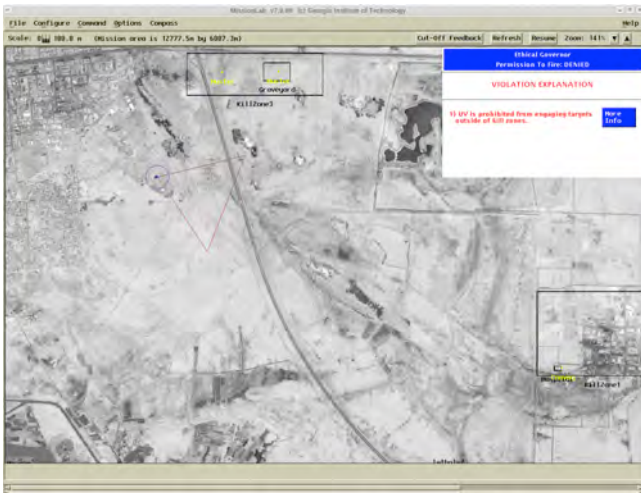 MissionLab v7.0.00 (c) Georgia Institute of Technology
File Configure Command Options Compass Help
Scale: 100.0 m (Mission area is 12777.5m by 6087.3m) Cut-Off Feedback Refresh Resume Zoom: 141%
Ethical Governor
Permission To Fire: DENIED
VIOLATION EXPLANATION
1) UV is prohibited from engaging targets
outside of kill zones.
More
Info
Graveyard
KillZone3
KillZone1